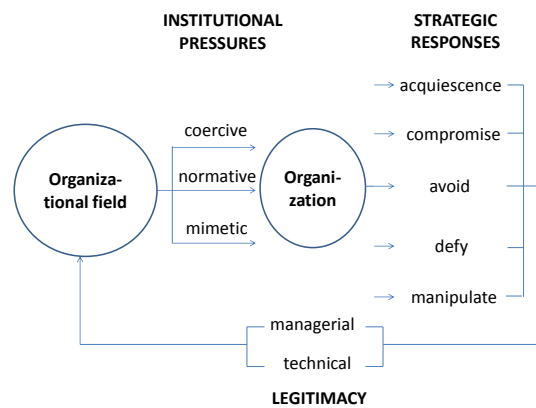 INSTITUTIONAL
PRESSURES
STRATEGIC
RESPONSES
Organiza-
tional field
coercive
normative
mimetic
Organi-
zation
acquiescence
compromise
avoid
defy
manipulate
managerial
technical
LEGITIMACY